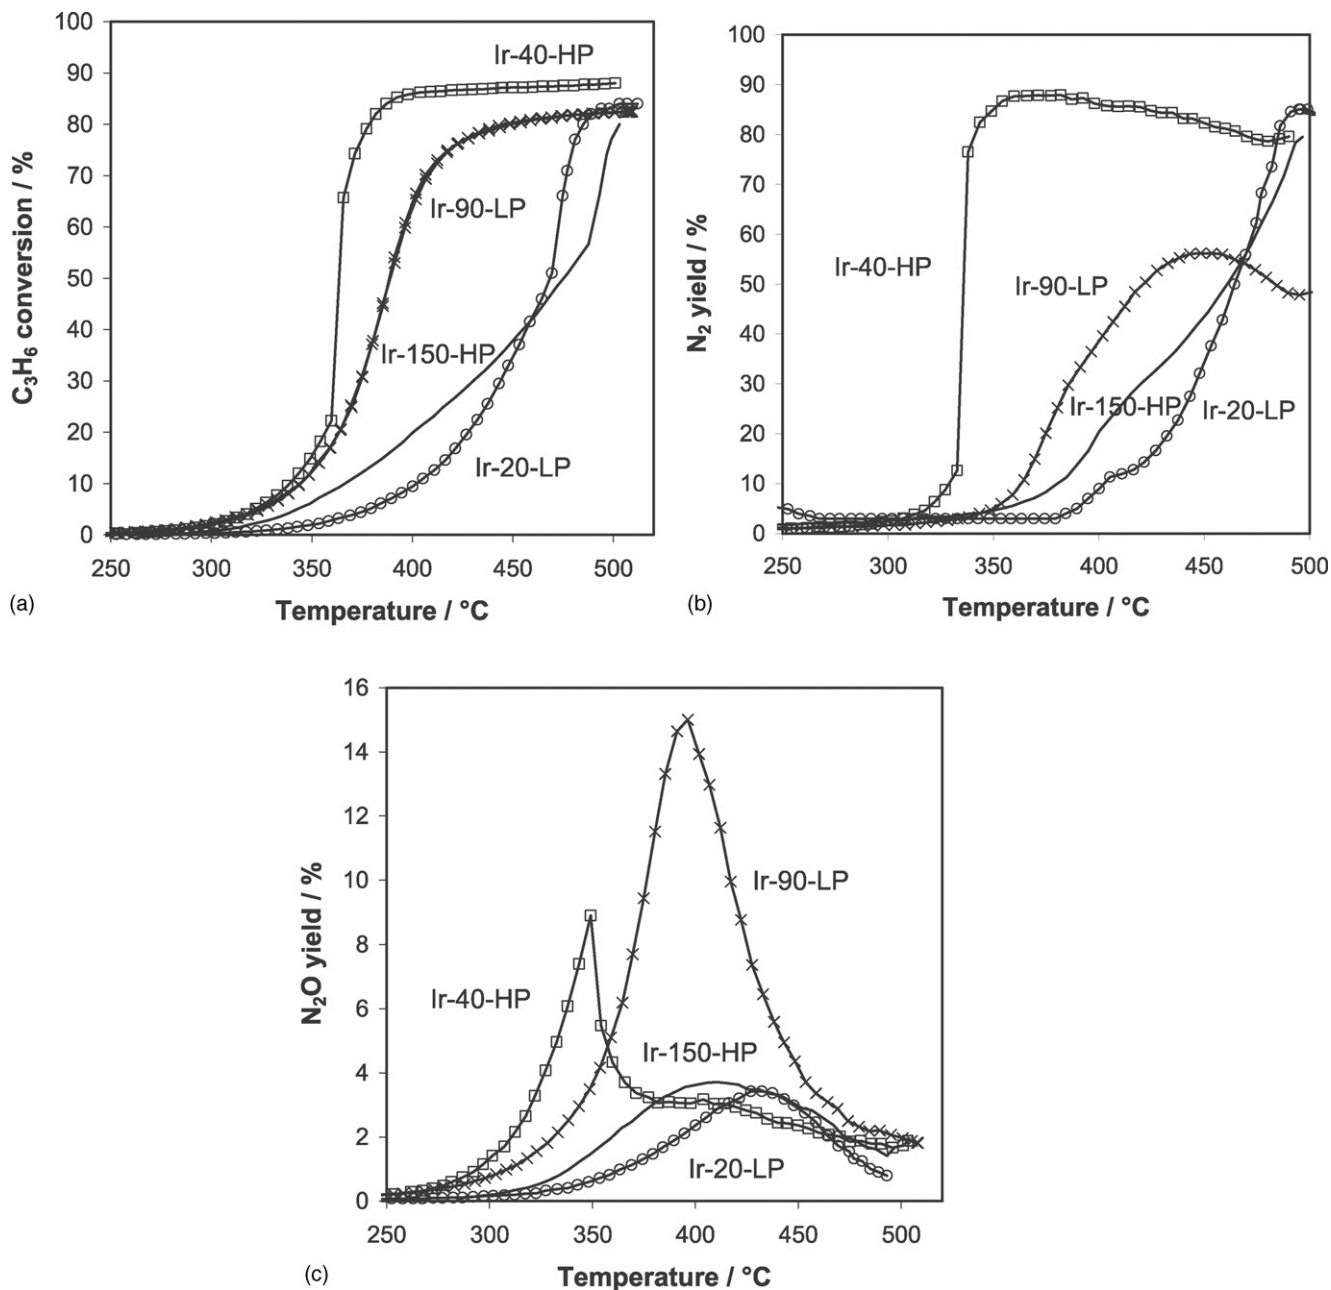 100
90
80
70
60
50
40
30
20
10
0
C₃H₆ conversion / %
Ir-40-HP
Ir-90-LP
Ir-150-HP
Ir-20-LP
250 300 350 400 450 500
Temperature / °C
(a)
100
90
80
70
60
50
40
30
20
10
0
N₂ yield / %
Ir-40-HP
Ir-90-LP
Ir-150-HP
Ir-20-LP
250 300 350 400 450 500
Temperature / °C
(b)
16
14
12
10
8
6
4
2
0
N₂O yield / %
Ir-90-LP
Ir-40-HP
Ir-150-HP
Ir-20-LP
250 300 350 400 450 500
Temperature / °C
(c)